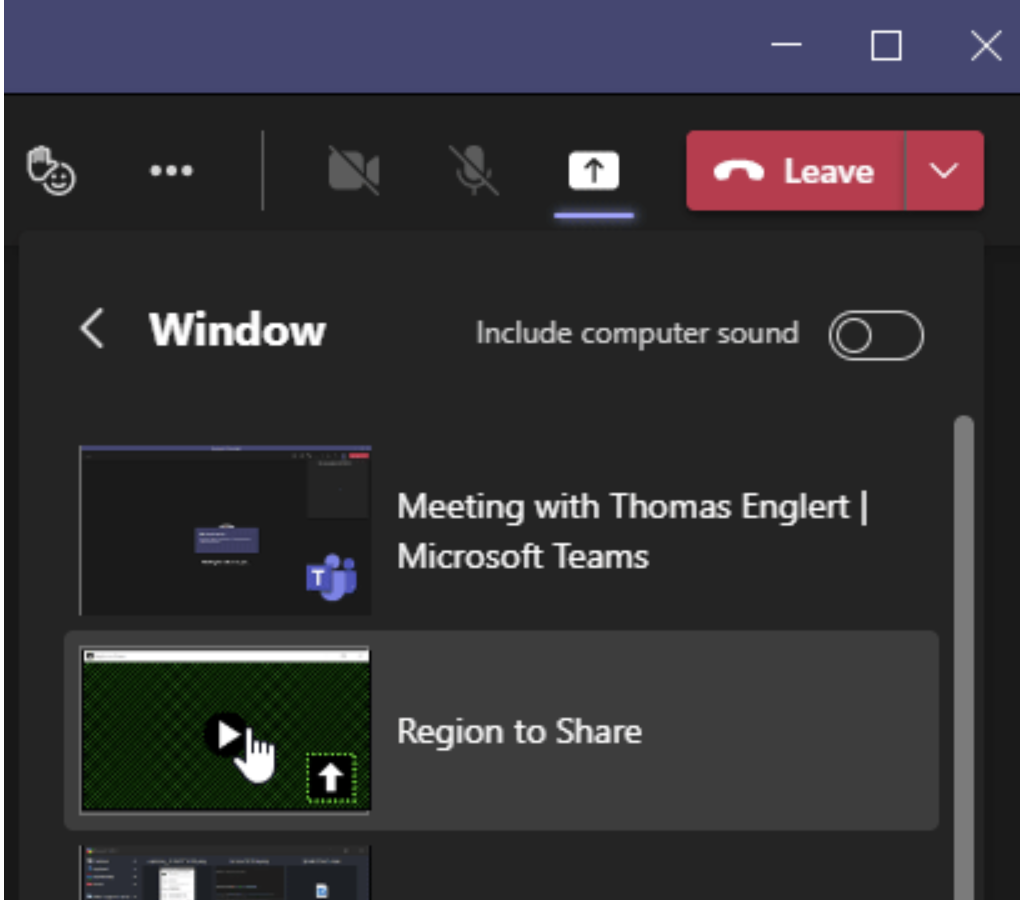 Leave
Window
Include computer sound
Meeting with Thomas Englert |
Microsoft Teams
T
Region to Share